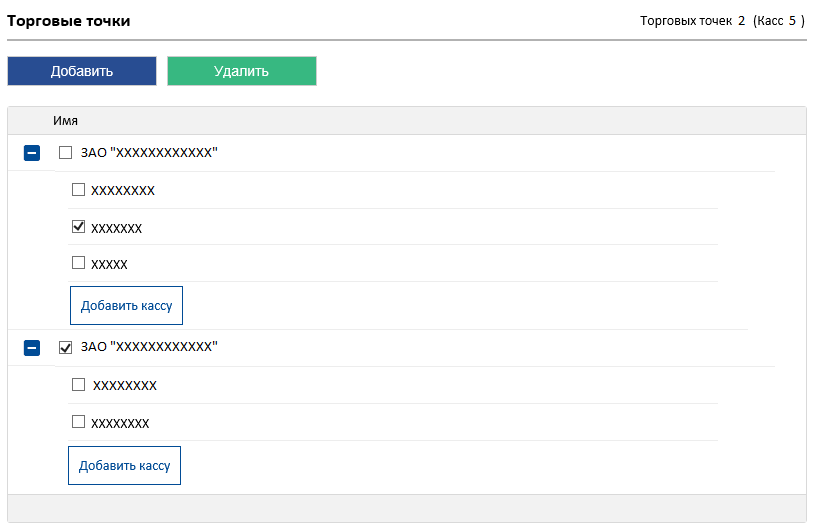 Торговые точки
Торговых точек 2 (Касс 5 )
Добавить
Удалить
Имя
ЗАО "XXXXXXXXXXXX"
XXXXXXXX
XXXXXXX
XXXXX
Добавить кассу
ЗАО "XXXXXXXXXXXX"
XXXXXXXX
XXXXXXXX
Добавить кассу